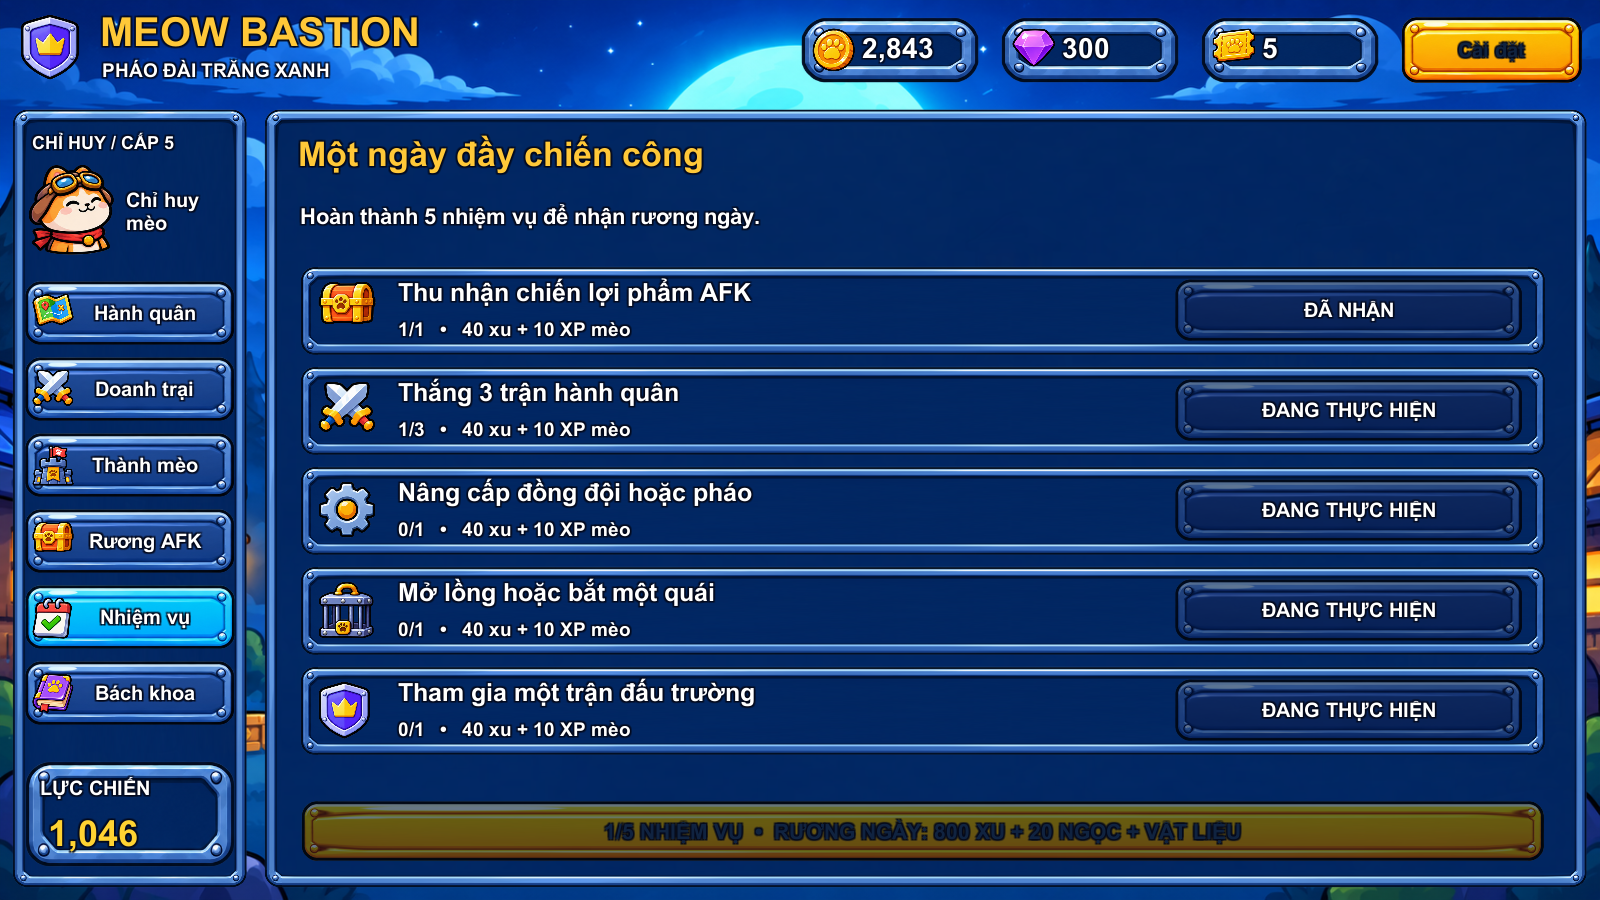 MEOW BASTION
PHÁO ĐÀI TRĂNG XANH
2,843
300
5
Cài đặt
CHỈ HUY / CẤP 5
Chỉ huy
mèo
Hành quân
Doanh trại
Thành mèo
Rương AFK
Nhiệm vụ
Bách khoa
LỰC CHIẾN
1,046
Một ngày đầy chiến công
Hoàn thành 5 nhiệm vụ để nhận rương ngày.
Thu nhận chiến lợi phẩm AFK
1/1 • 40 xu + 10 XP mèo
ĐÃ NHẬN
Thắng 3 trận hành quân
1/3 • 40 xu + 10 XP mèo
ĐANG THỰC HIỆN
Nâng cấp đồng đội hoặc pháo
0/1 • 40 xu + 10 XP mèo
ĐANG THỰC HIỆN
Mở lồng hoặc bắt một quái
0/1 • 40 xu + 10 XP mèo
ĐANG THỰC HIỆN
Tham gia một trận đấu trường
0/1 • 40 xu + 10 XP mèo
ĐANG THỰC HIỆN
1/5 NHIỆM VỤ • RƯƠNG NGÀY: 800 XU + 20 NGỌC + VẬT LIỆU